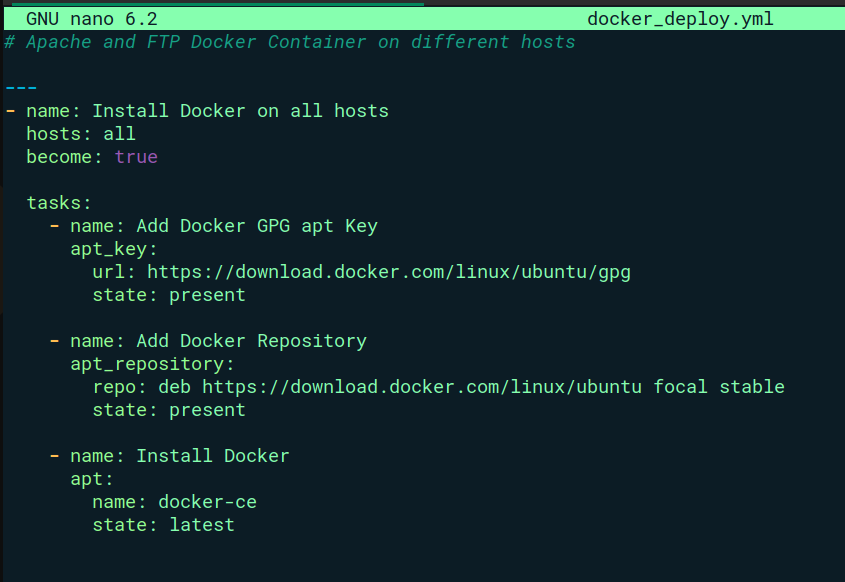 GNU nano 6.2 docker_deploy.yml
# Apache and FTP Docker Container on different hosts
---
- name: Install Docker on all hosts
  hosts: all
  become: true
  tasks:
    - name: Add Docker GPG apt Key
      apt_key:
        url: https://download.docker.com/linux/ubuntu/gpg
        state: present
    - name: Add Docker Repository
      apt_repository:
        repo: deb https://download.docker.com/linux/ubuntu focal stable
        state: present
    - name: Install Docker
      apt:
        name: docker-ce
        state: latest